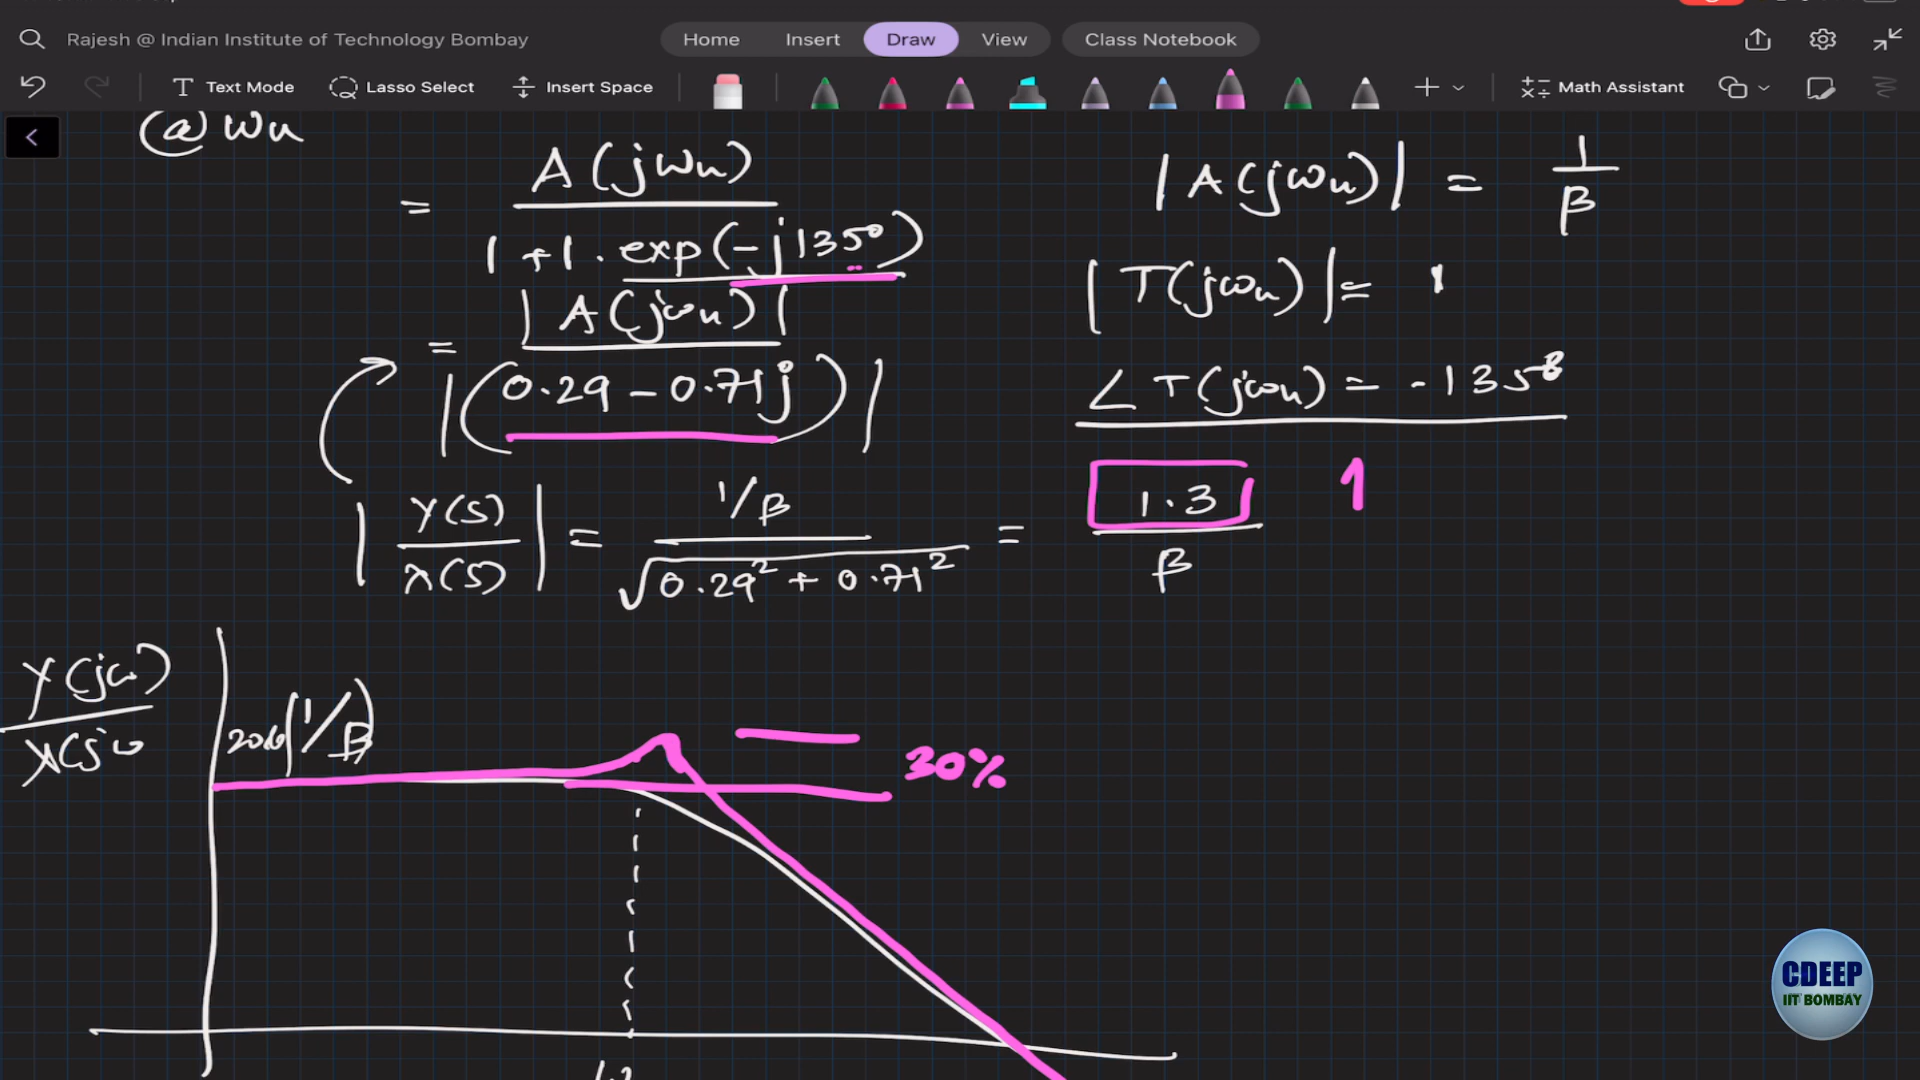 Rajesh @ Indian Institute of Technology Bombay
Home Insert Draw View Class Notebook
Text Mode Lasso Select Insert Space Math Assistant
@ ωu
= A(jωu) / 1 + 1 . exp(-j135°)
= |A(jωu)| / |(0.29 - 0.71j)|
|Y(s) / X(s)| = 1/β / √0.29² + 0.71² = 1.3 / β
|A(jωu)| = 1 / β
|T(jωu)| = 1
∠T(jωu) = -135°
1
Y(jω) / X(jω
(1/β)
30%
CDEEP
IIT BOMBAY